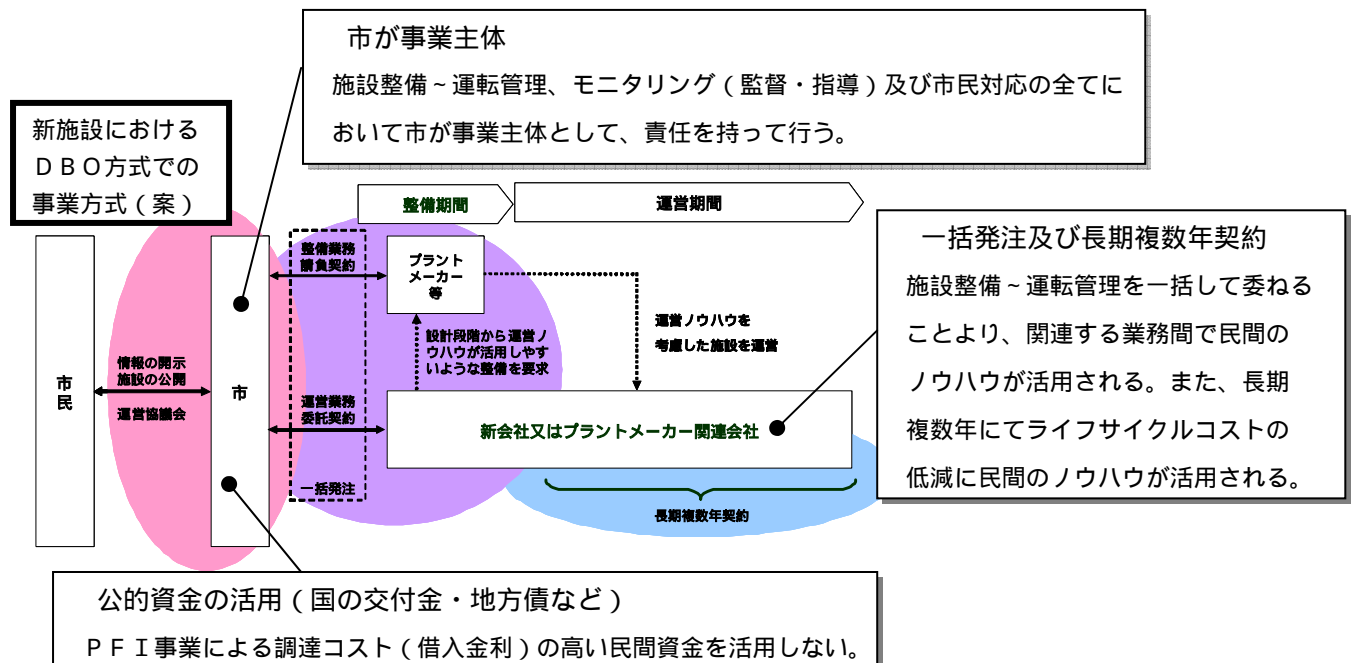 市が事業主体
施設整備~運転管理、モニタリング(監督・指導)及び市民対応の全てに
おいて市が事業主体として、責任を持って行う。
新施設における
DBO方式での
事業方式(案)
整備期間
運営期間
一括発注及び長期複数年契約
施設整備~運転管理を一括して委ねる
ことより、関連する業務間で民間の
ノウハウが活用される。また、長期
複数年にてライフサイクルコストの
低減に民間のノウハウが活用される。
整備業務
請負契約
プラント
メーカー
等
設計段階から運営ノ
ウハウが活用しやす
いような整備を要求
運営ノウハウを
考慮した施設を運営
市民
情報の開示
施設の公開
運営協議会
市
運営業務
委託契約
一括発注
新会社又はプラントメーカー関連会社
長期複数年契約
公的資金の活用(国の交付金・地方債など)
PFI事業による調達コスト(借入金利)の高い民間資金を活用しない。